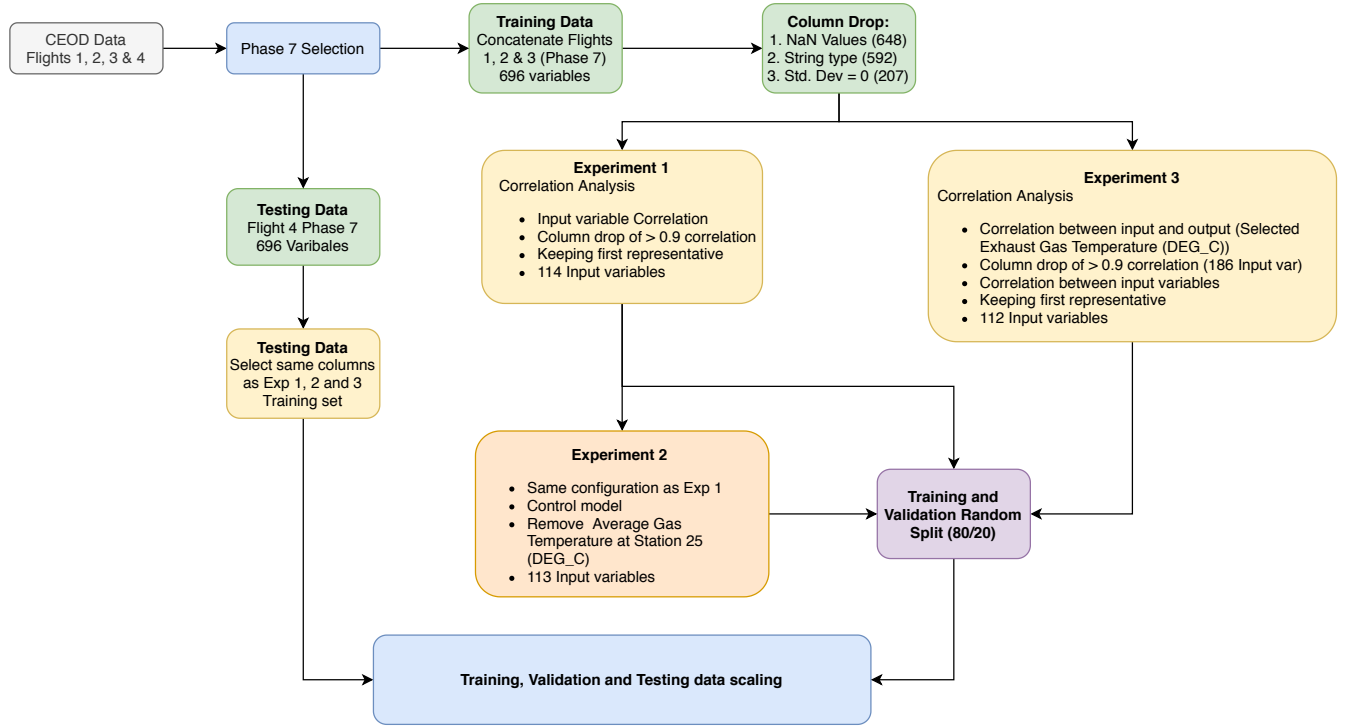 CEOD Data
Flights 1, 2, 3 & 4
Phase 7 Selection
Training Data
Concatenate Flights
1, 2 & 3 (Phase 7)
696 variables
Column Drop:
1. NaN Values (648)
2. String type (592)
3. Std. Dev = 0 (207)
Testing Data
Flight 4 Phase 7
696 Varibales
Testing Data
Select same columns
as Exp 1, 2 and 3
Training set
Experiment 1
Correlation Analysis
• Input variable Correlation
• Column drop of > 0.9 correlation
• Keeping first representative
• 114 Input variables
Experiment 3
Correlation Analysis
• Correlation between input and output (Selected
Exhaust Gas Temperature (DEG_C))
• Column drop of > 0.9 correlation (186 Input var)
• Correlation between input variables
• Keeping first representative
• 112 Input variables
Experiment 2
• Same configuration as Exp 1
• Control model
• Remove Average Gas
Temperature at Station 25
(DEG_C)
• 113 Input variables
Training and
Validation Random
Split (80/20)
Training, Validation and Testing data scaling